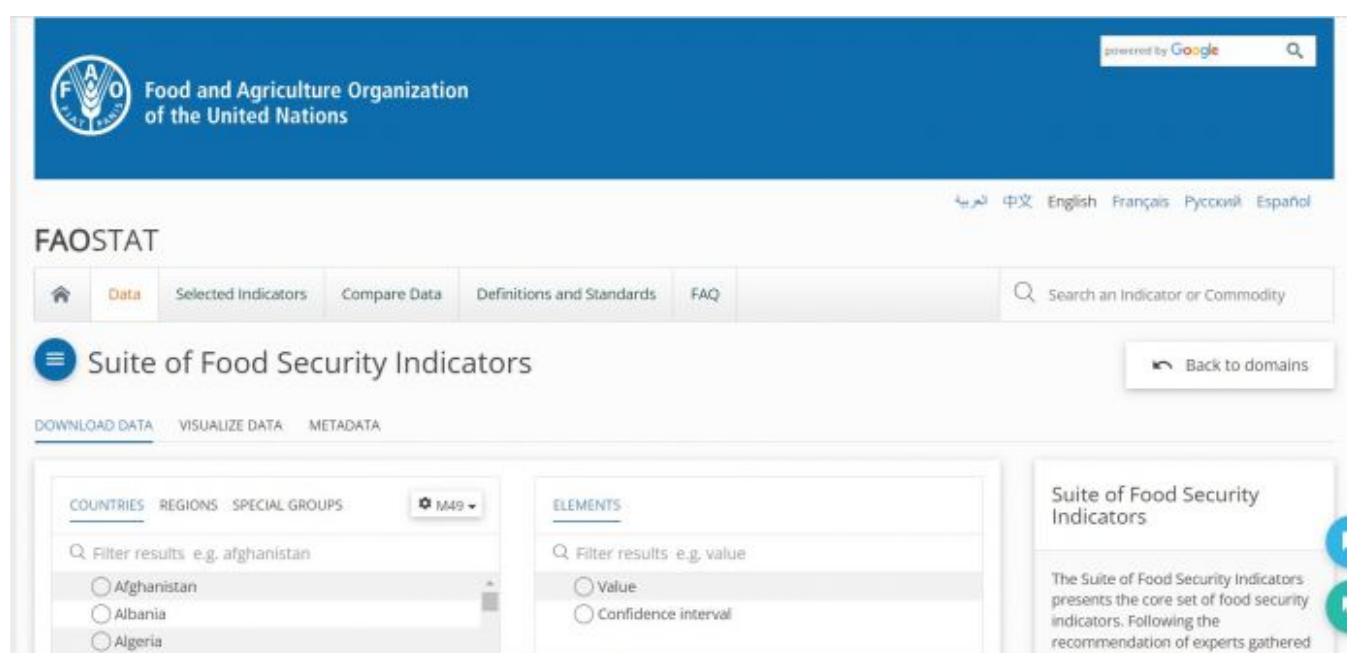 powered by Google
FAO
FIAT PANIS
Food and Agriculture Organization
of the United Nations
العربية 中文 English Français Русский Español
FAOSTAT
Data Selected Indicators Compare Data Definitions and Standards FAQ
Search an Indicator or Commodity
Suite of Food Security Indicators
Back to domains
DOWNLOAD DATA VISUALIZE DATA METADATA
COUNTRIES REGIONS SPECIAL GROUPS M49
Filter results e.g. afghanistan
Afghanistan
Albania
Algeria
ELEMENTS
Filter results e.g. value
Value
Confidence interval
Suite of Food Security
Indicators
The Suite of Food Security Indicators
presents the core set of food security
indicators. Following the
recommendation of experts gathered